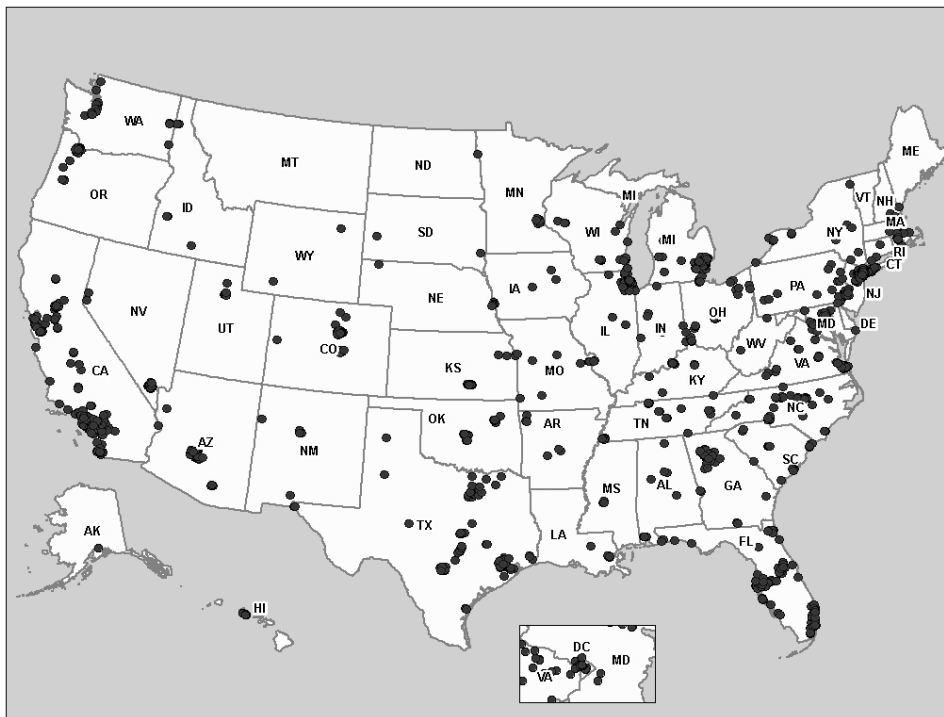 WA
MT
ND
MN
ME
OR
ID
SD
WI
MI
MI
VT
NH
MA
NY
RI
CT
WY
NE
IA
PA
NJ
NV
UT
IL
IN
OH
MD
DE
CO
WV
VA
CA
KS
MO
KY
AZ
NM
OK
AR
TN
NC
SC
MS
AL
GA
TX
LA
FL
AK
HI
DC
MD
VA